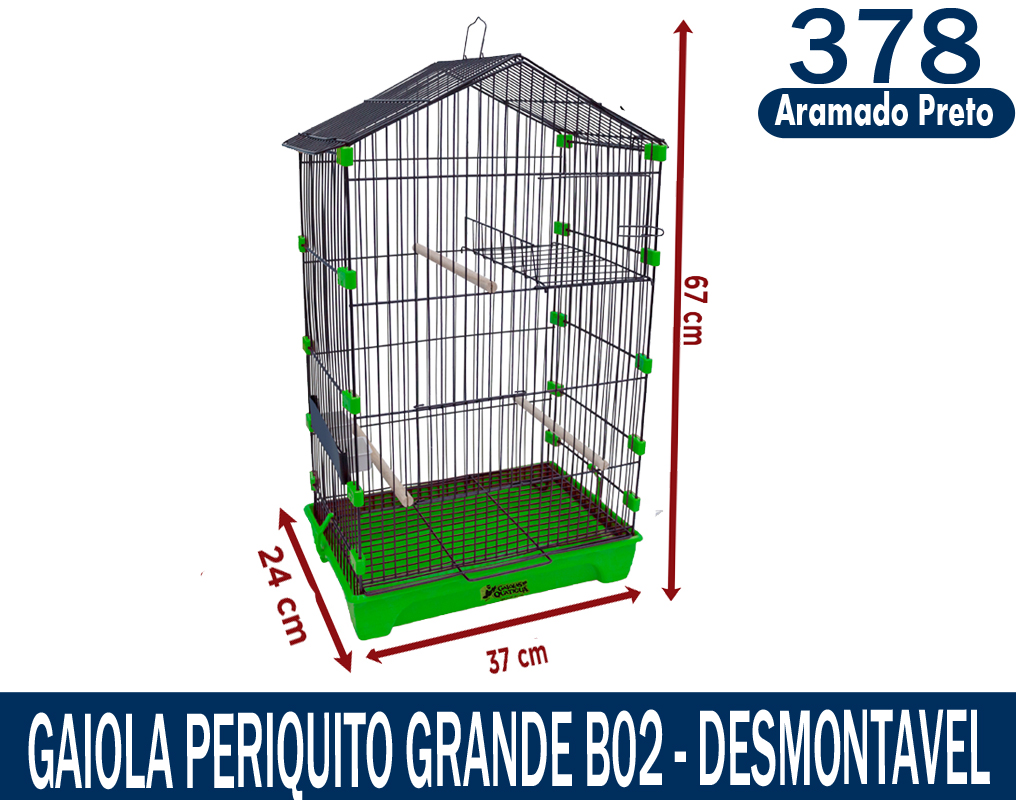 378
Aramado Preto
67 cm
24 cm
37 cm
GAIOLA PERIQUITO GRANDE B02 - DESMONTAVEL